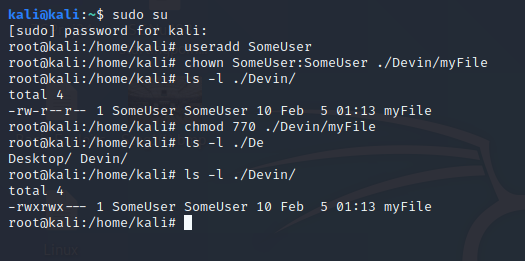 kali@kali:~$ sudo su
[sudo] password for kali:
root@kali:/home/kali# useradd SomeUser
root@kali:/home/kali# chown SomeUser:SomeUser ./Devin/myFile
root@kali:/home/kali# ls -l ./Devin/
total 4
-rw-r--r-- 1 SomeUser SomeUser 10 Feb  5 01:13 myFile
root@kali:/home/kali# chmod 770 ./Devin/myFile
root@kali:/home/kali# ls -l ./De
Desktop/ Devin/
root@kali:/home/kali# ls -l ./Devin/
total 4
-rwxrwx--- 1 SomeUser SomeUser 10 Feb  5 01:13 myFile
root@kali:/home/kali#